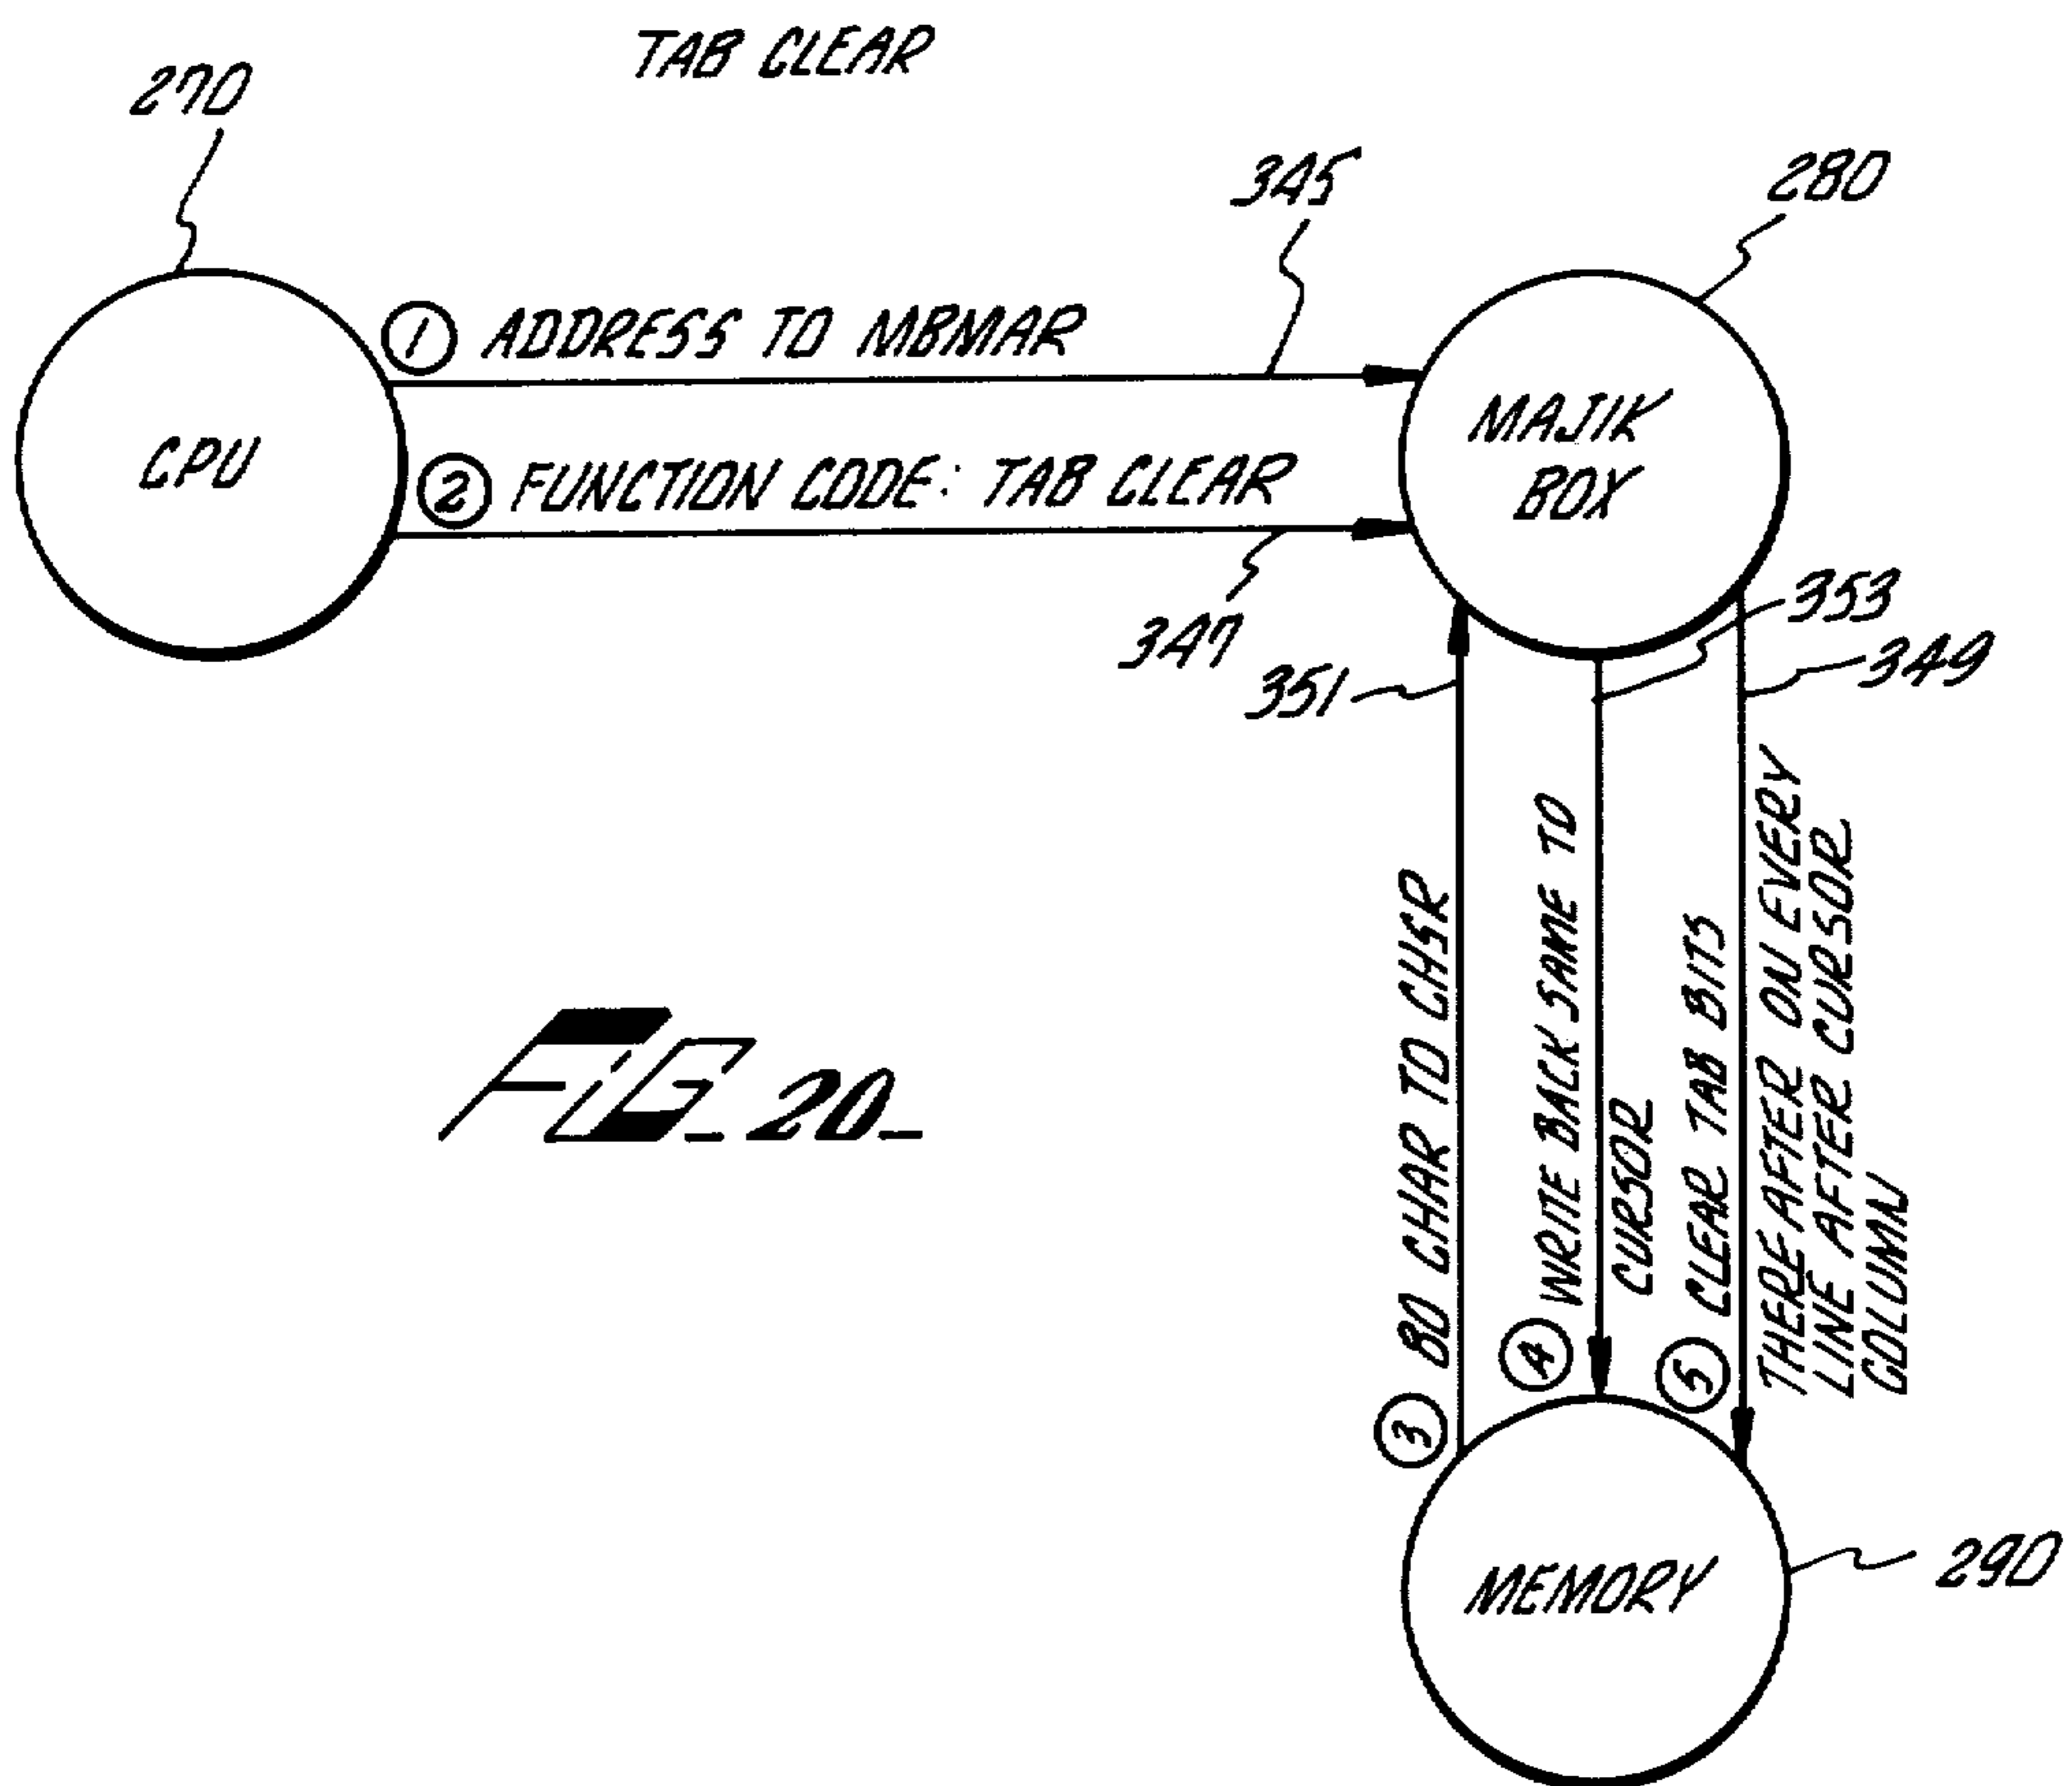 TAB CLEAR
270
345
280
① ADDRESS TO MBMAR
CPU
MAJIK
BOX
② FUNCTION CODE: TAB CLEAR
347
351
353
349
③ 80 CHAR TO CHSR
④ WRITE BACK SAME TO
CURSOR
⑤ CLEAR TAB BITS
THEREAFTER ON EVERY
LINE AFTER CURSOR
COLUMN
FIG_20_
MEMORY
290